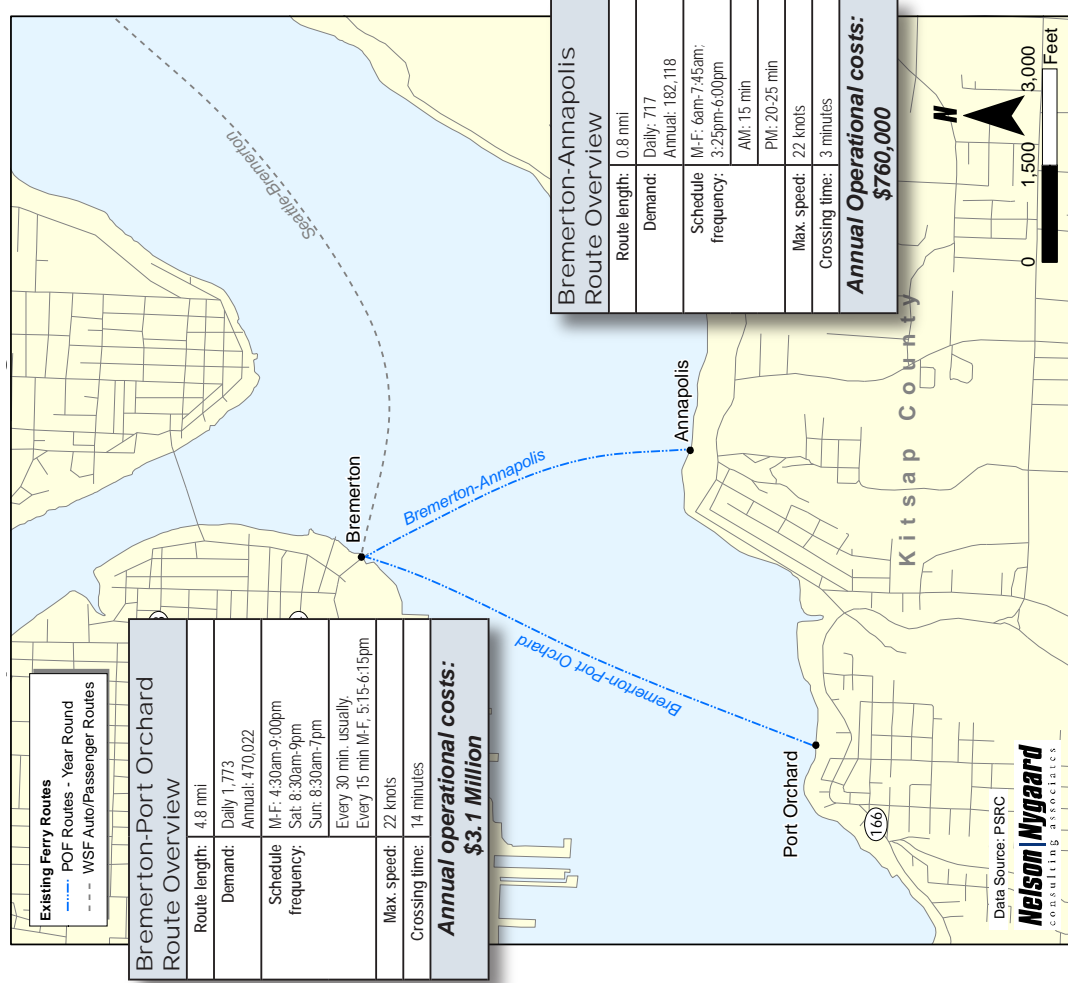 Existing Ferry Routes
POF Routes - Year Round
WSF Auto/Passenger Routes
Bremerton-Port Orchard
Route Overview
Route length: 4.8 nmi
Demand: Daily 1,773
Annual: 470,022
Schedule frequency: M-F: 4:30am-9:00pm
Sat: 8:30am-9pm
Sun: 8:30am-7pm
Every 30 min. usually.
Every 15 min M-F, 5:15-6:15pm
Max. speed: 22 knots
Crossing time: 14 minutes
Annual operational costs:
$3.1 Million
Seattle-Bremerton
Bremerton
Bremerton-Annapolis
Bremerton-Port Orchard
Annapolis
Port Orchard
166
Kitsap County
Bremerton-Annapolis
Route Overview
Route length: 0.8 nmi
Demand: Daily: 717
Annual: 182,118
Schedule frequency: M-F: 6am-7:45am;
3:25pm-6:00pm
AM: 15 min
PM: 20-25 min
Max. speed: 22 knots
Crossing time: 3 minutes
Annual Operational costs:
$760,000
N
0 1,500 3,000
Feet
Data Source: PSRC
Nelson|Nygaard
consulting associates